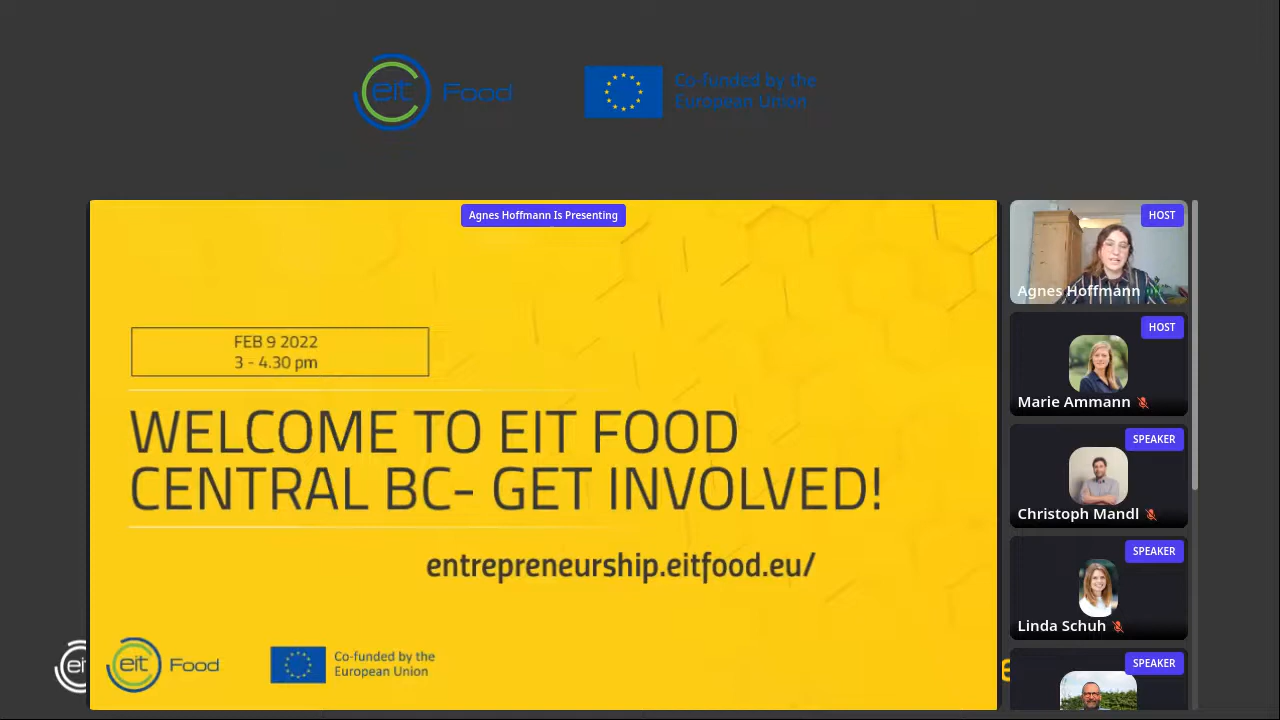 eit Food
Co-funded by the
European Union
Agnes Hoffmann Is Presenting
FEB 9 2022
3 - 4.30 pm
WELCOME TO EIT FOOD
CENTRAL BC- GET INVOLVED!
entrepreneurship.eitfood.eu/
eit Food
Co-funded by the
European Union
HOST
Agnes Hoffmann
HOST
Marie Ammann
SPEAKER
Christoph Mandl
SPEAKER
Linda Schuh
SPEAKER